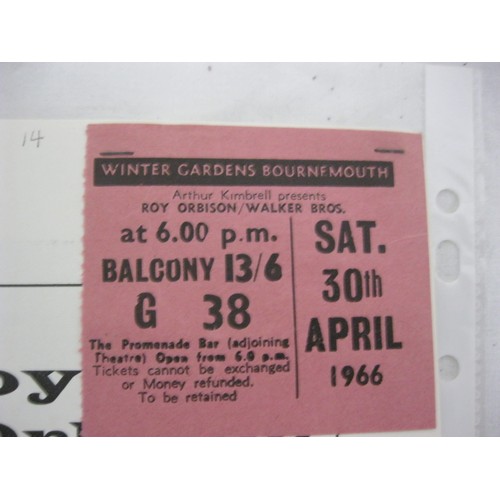 14
WINTER GARDENS BOURNEMOUTH
Arthur Kimbrell presents
ROY ORBISON/WALKER BROS.
at 6.00 p.m.
BALCONY 13/6
G 38
The Promenade Bar (adjoining
Theatre) Open from 6.0 p.m.
Tickets cannot be exchanged
or Money refunded.
To be retained
SAT.
30th
APRIL
1966
oy